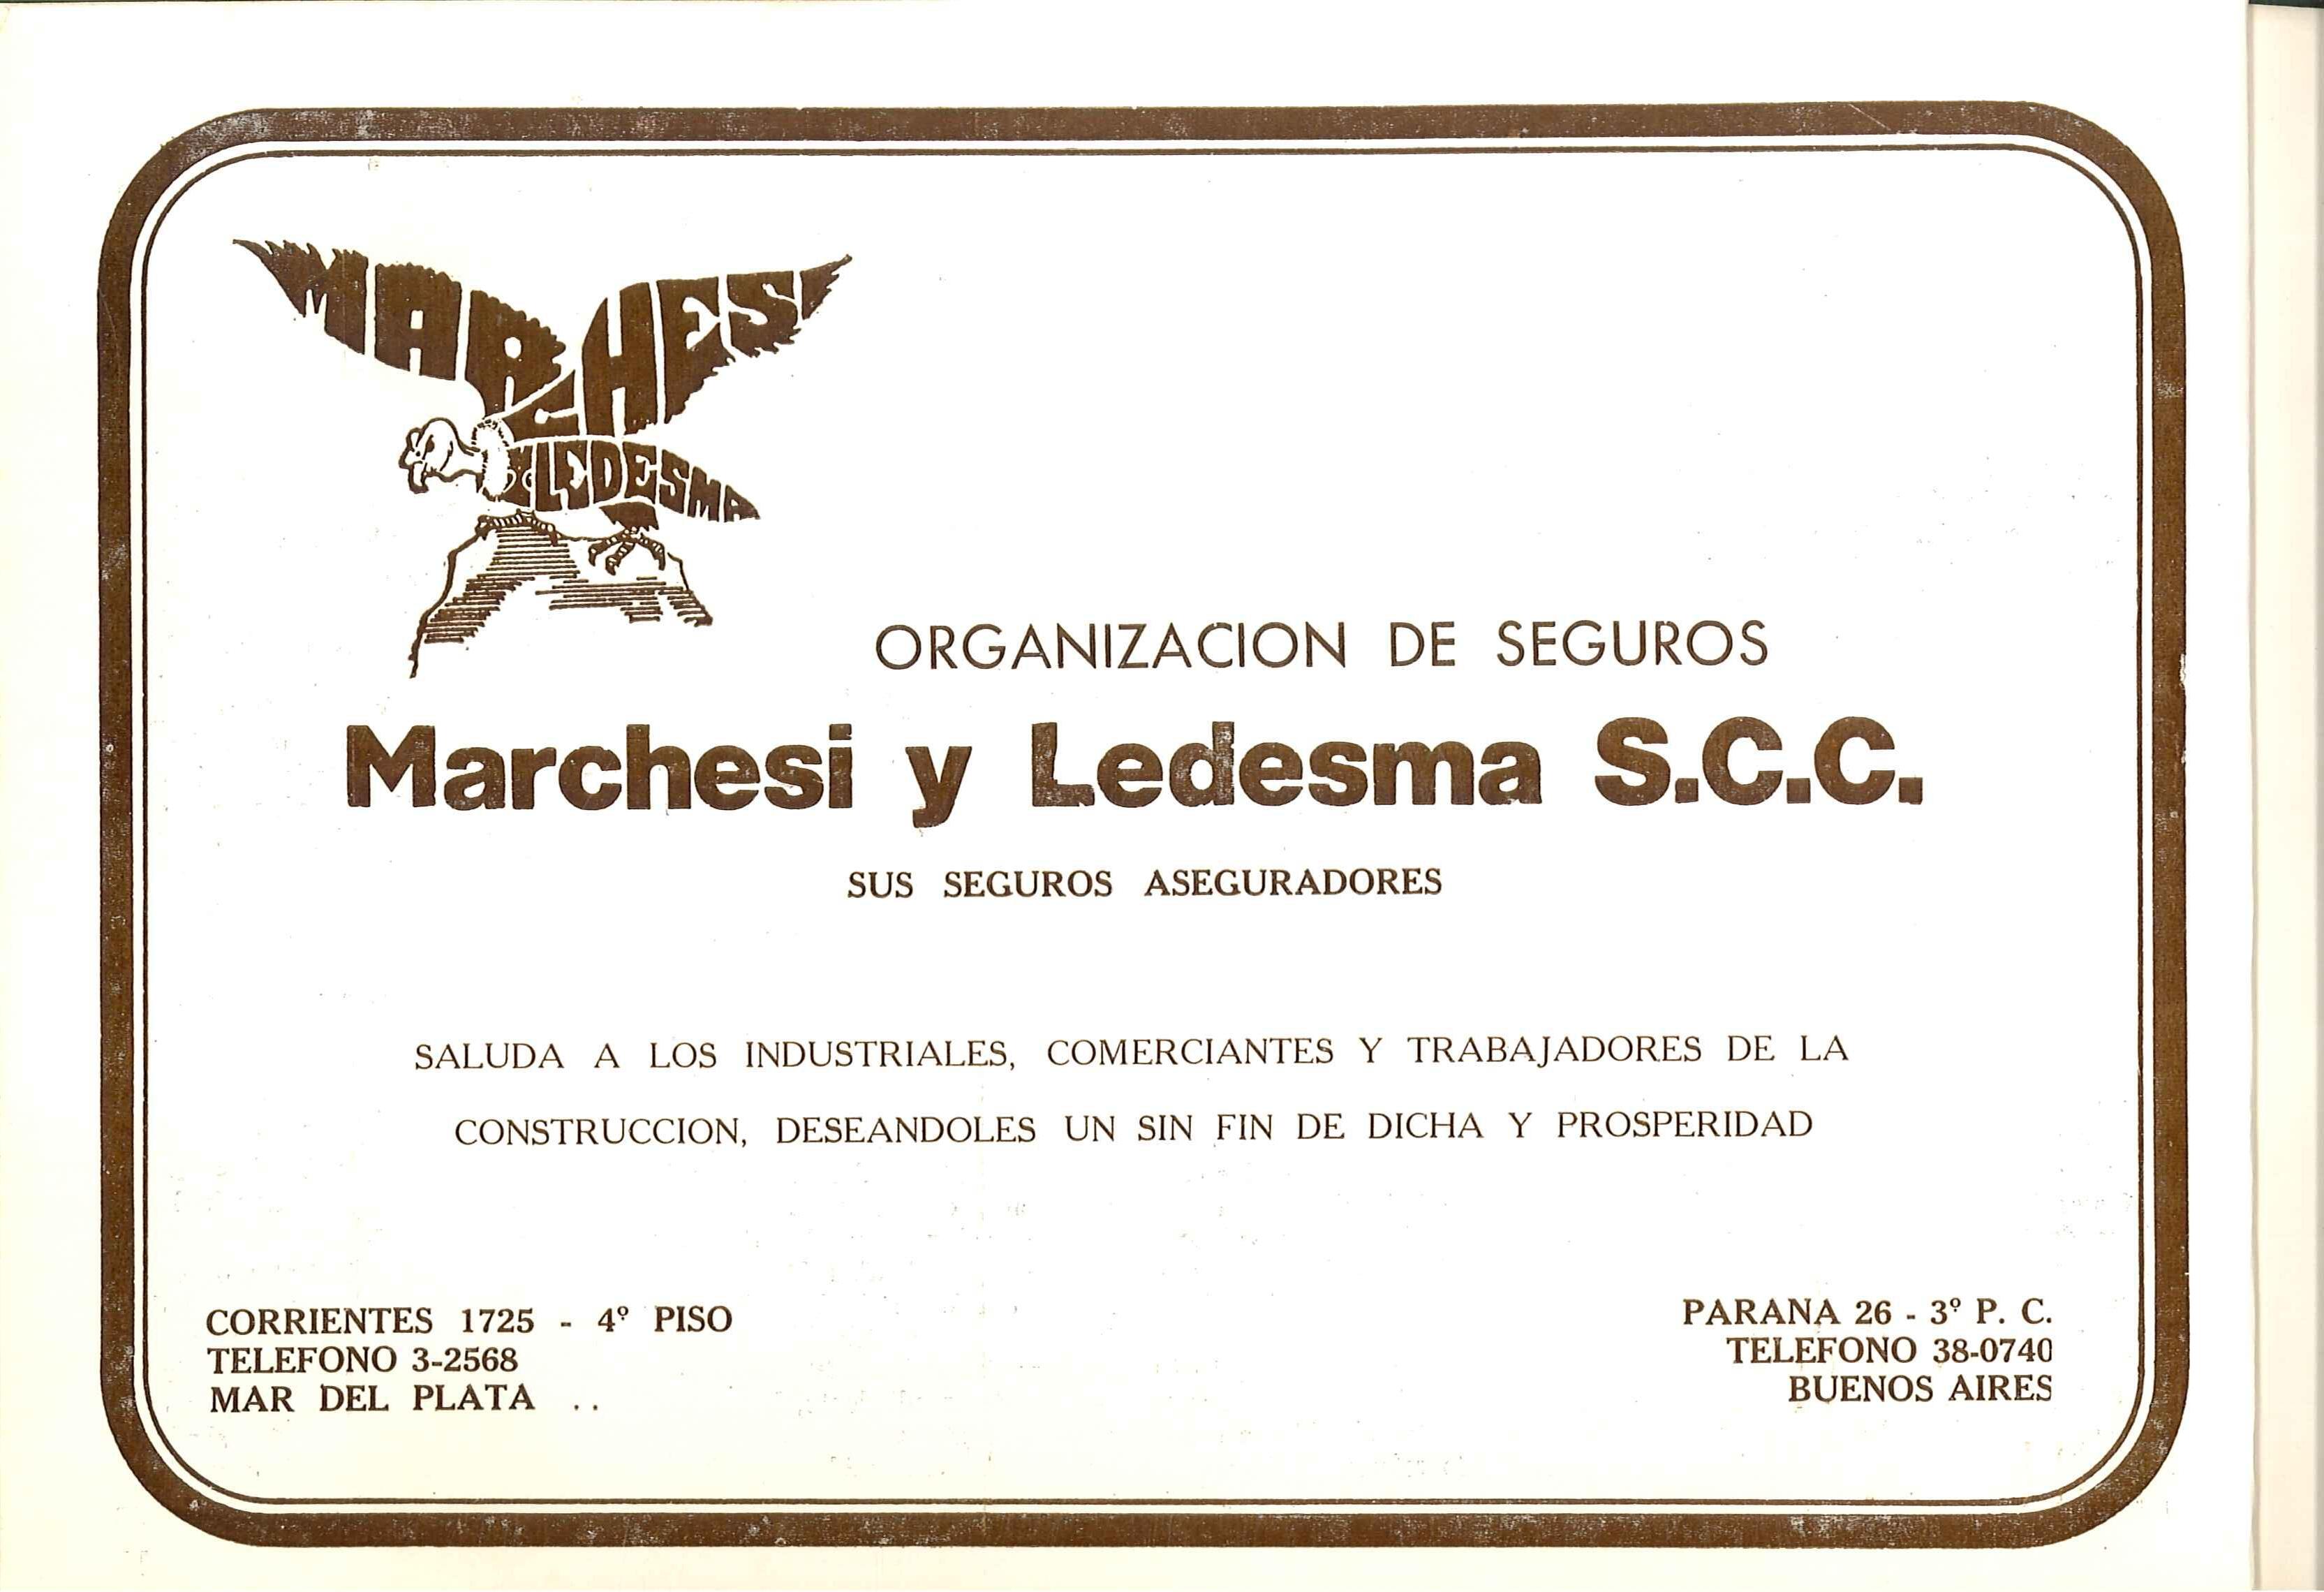 MARCHESI
Y LEDESMA
ORGANIZACION DE SEGUROS
Marchesi y Ledesma S.C.C.
SUS SEGUROS ASEGURADORES
SALUDA A LOS INDUSTRIALES, COMERCIANTES Y TRABAJADORES DE LA
CONSTRUCCION, DESEANDOLES UN SIN FIN DE DICHA Y PROSPERIDAD
CORRIENTES 1725 - 4º PISO
TELEFONO 3-2568
MAR DEL PLATA ..
PARANA 26 - 3º P. C.
TELEFONO 38-0740
BUENOS AIRES